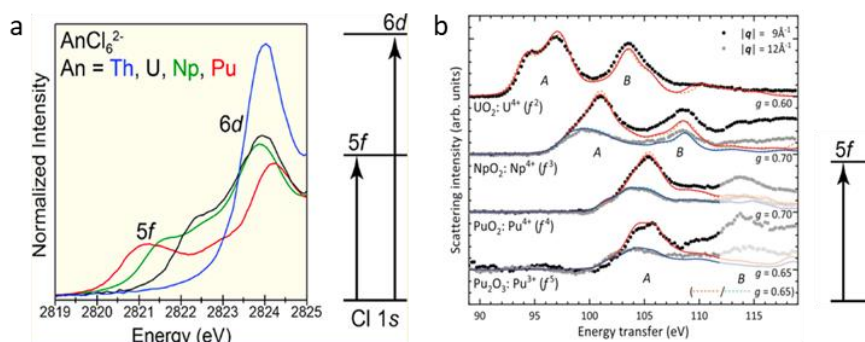 a
AnCl₆²⁻
An = Th, U, Np, Pu
6d
5f
Normalized Intensity
2819 2820 2821 2822 2823 2824 2825
Energy (eV)
6d
5f
Cl 1s
b
|q| = 9Å⁻¹
|q| = 12Å⁻¹
A
B
g = 0.60
UO₂: U⁴⁺ (f²)
A
B
g = 0.70
NpO₂: Np⁴⁺ (f³)
g = 0.70
PuO₂: Pu⁴⁺ (f⁴)
A
B
g = 0.65
Pu₂O₃: Pu³⁺ (f⁵)
( / g = 0.65)
Scattering intensity (arb. units)
90 95 100 105 110 115
Energy transfer (eV)
5f